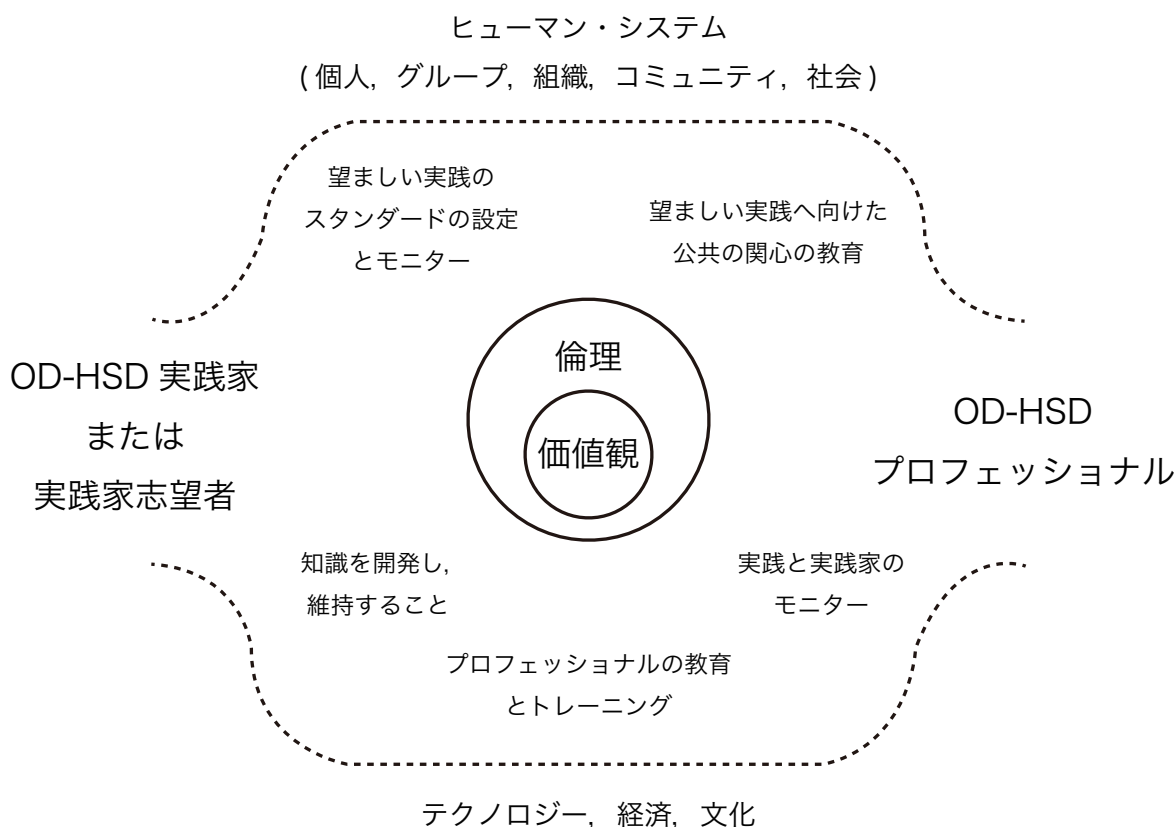 ヒューマン・システム
( 個人, グループ, 組織, コミュニティ, 社会 )
望ましい実践の
スタンダードの設定
とモニター
望ましい実践へ向けた
公共の関心の教育
OD-HSD 実践家
または
実践家志望者
倫理
価値観
OD-HSD
プロフェッショナル
知識を開発し,
維持すること
実践と実践家の
モニター
プロフェッショナルの教育
とトレーニング
テクノロジー, 経済, 文化